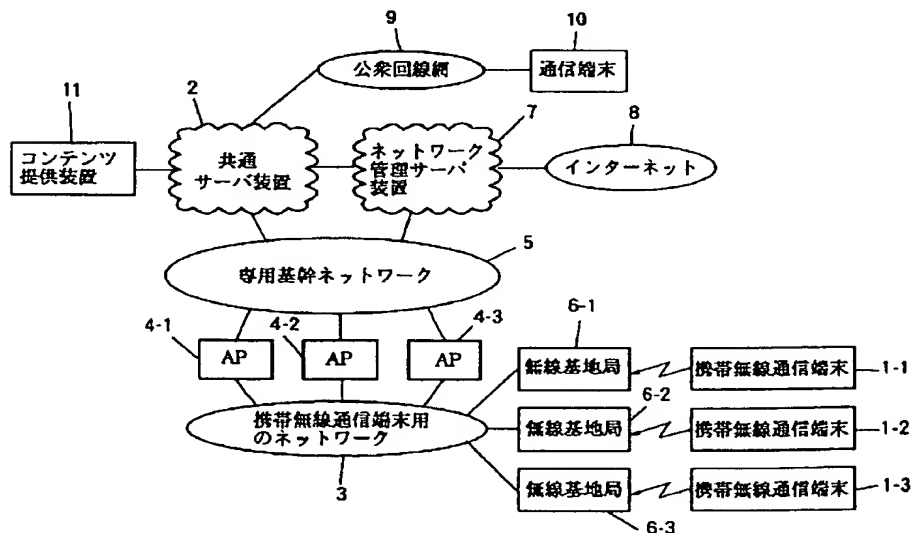 9
10
公衆回線網
通信端末
11
2
7
8
コンテンツ
提供装置
共通
サーバ装置
ネットワーク
管理サーバ
装置
インターネット
5
専用基幹ネットワーク
4-1
4-2
4-3
6-1
AP
AP
AP
無線基地局
携帯無線通信端末
1-1
6-2
携帯無線通信端末用
のネットワーク
無線基地局
携帯無線通信端末
1-2
3
無線基地局
携帯無線通信端末
1-3
6-3